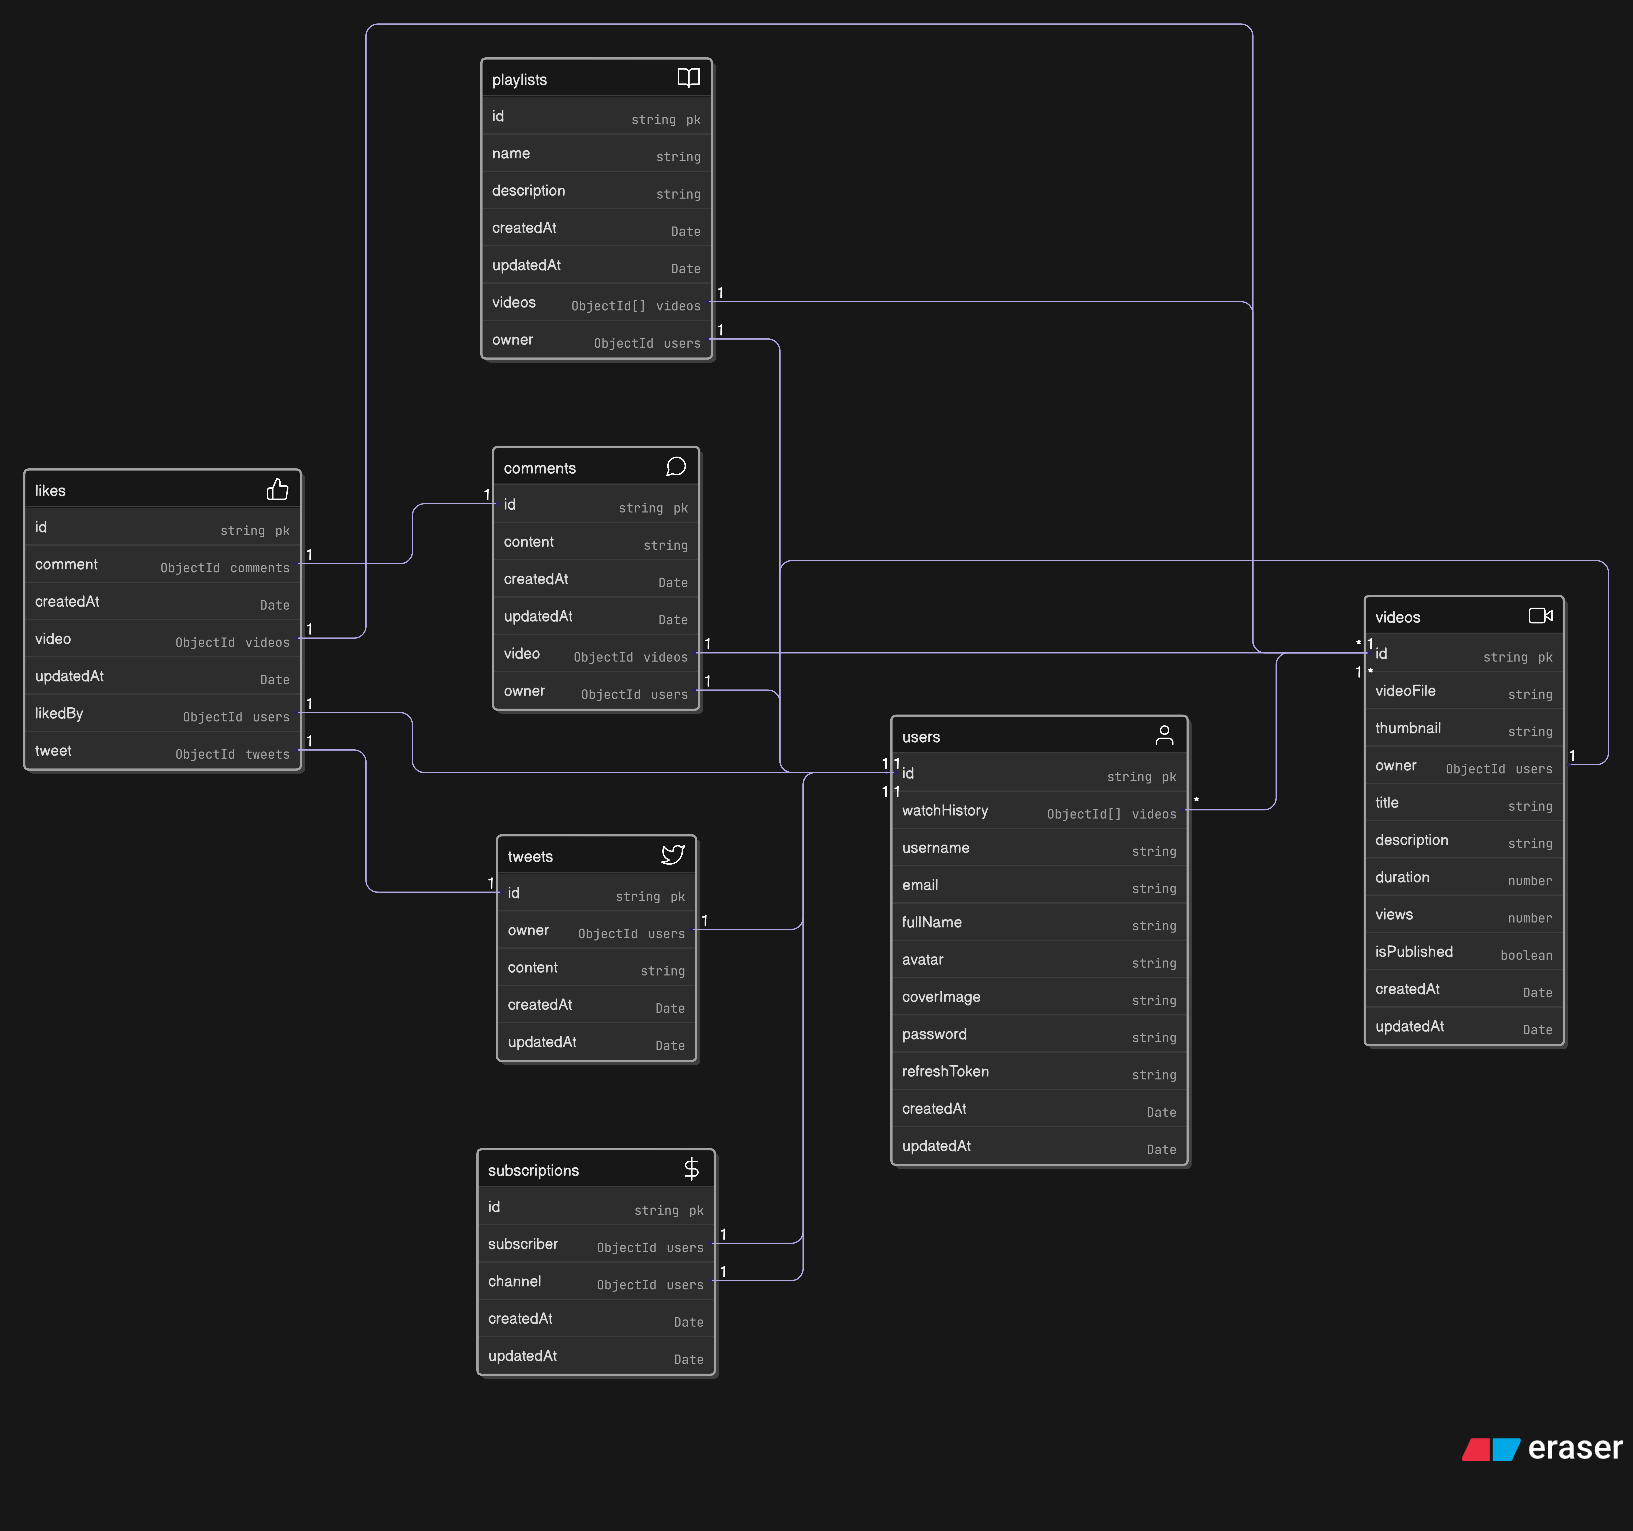 playlists
id string pk
name string
description string
createdAt Date
updatedAt Date
videos ObjectId[] videos 1
owner ObjectId users 1
likes
id string pk
comment ObjectId comments 1
createdAt Date
video ObjectId videos 1
updatedAt Date
likedBy ObjectId users 1
tweet ObjectId tweets 1
comments
1 id string pk
content string
createdAt Date
updatedAt Date
video ObjectId videos 1
owner ObjectId users 1
tweets
1 id string pk
owner ObjectId users 1
content string
createdAt Date
updatedAt Date
subscriptions
id string pk
subscriber ObjectId users 1
channel ObjectId users 1
createdAt Date
updatedAt Date
users
1 1 id string pk
1 1
watchHistory ObjectId[] videos *
username string
email string
fullName string
avatar string
coverImage string
password string
refreshToken string
createdAt Date
updatedAt Date
videos
* 1
id string pk
1 *
videoFile string
thumbnail string
owner ObjectId users 1
title string
description string
duration number
views number
isPublished boolean
createdAt Date
updatedAt Date
eraser